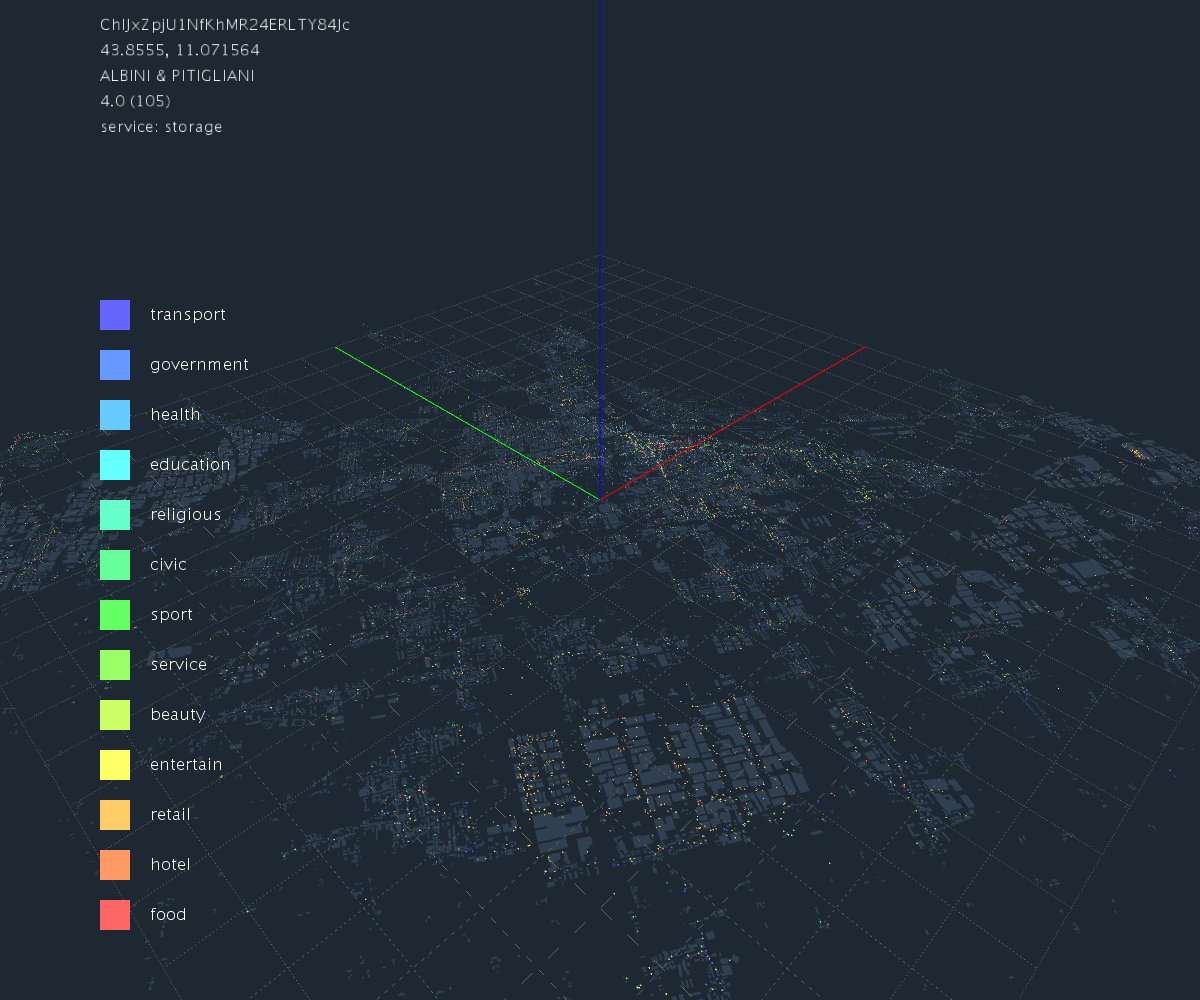 ChIJxZpjU1NfKhMR24ERLTY84Jc
43.8555, 11.071564
ALBINI & PITIGLIANI
4.0 (105)
service: storage
transport
government
health
education
religious
civic
sport
service
beauty
entertain
retail
hotel
food